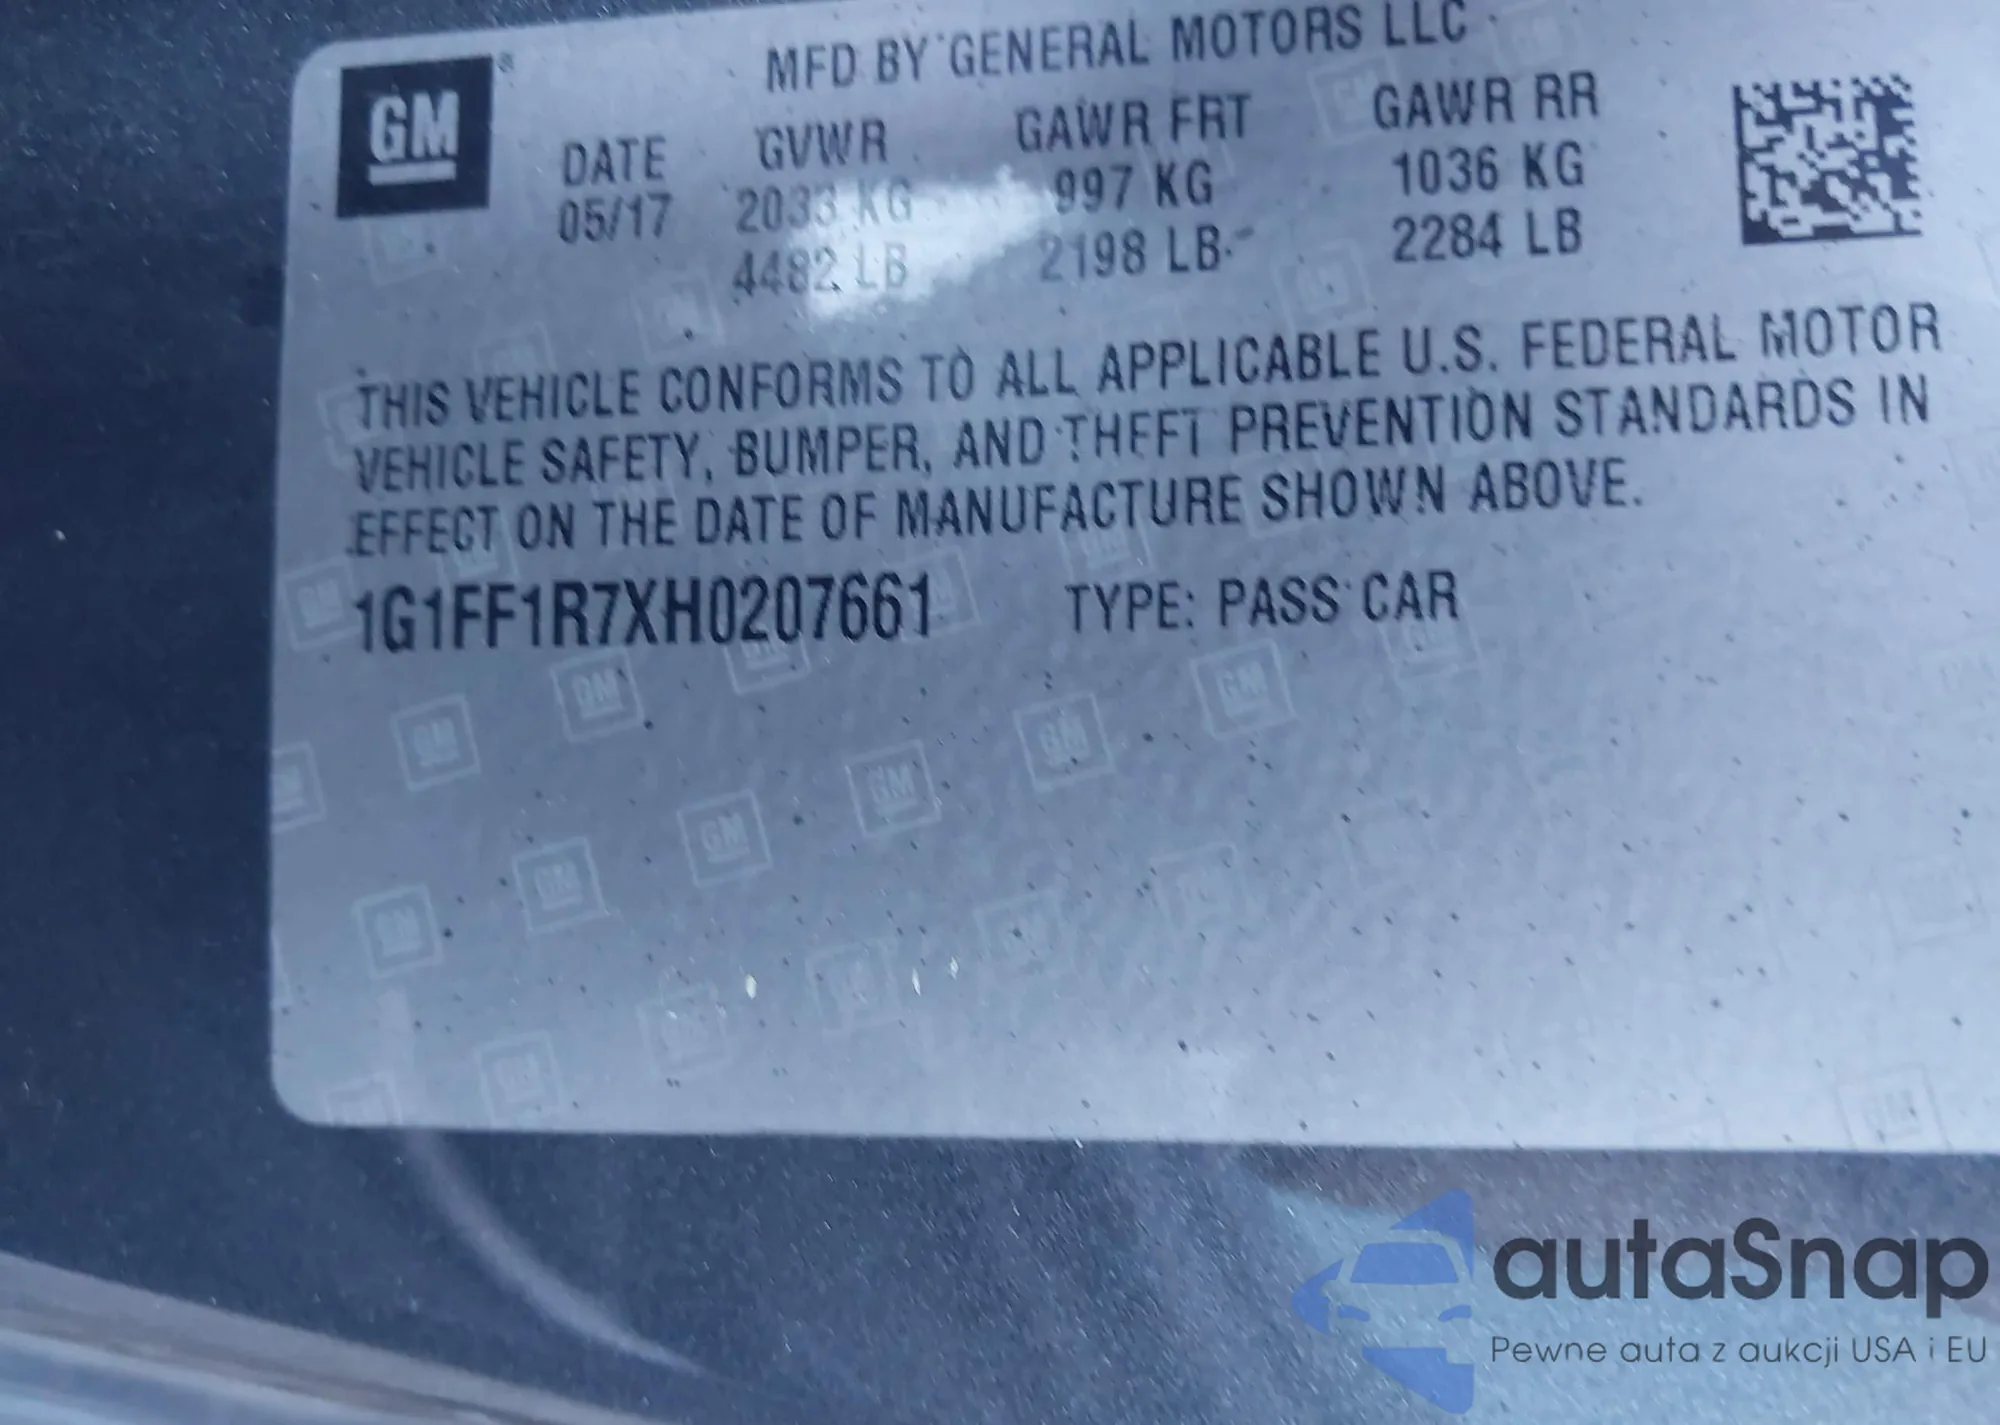 MFD BY GENERAL MOTORS LLC
GM®
DATE GVWR GAWR FRT GAWR RR
05/17 2033 KG 997 KG 1036 KG
4482 LB 2198 LB 2284 LB
THIS VEHICLE CONFORMS TO ALL APPLICABLE U.S. FEDERAL MOTOR
VEHICLE SAFETY, BUMPER, AND THEFT PREVENTION STANDARDS IN
EFFECT ON THE DATE OF MANUFACTURE SHOWN ABOVE.
1G1FF1R7XH0207661 TYPE: PASS CAR
autaSnap
Pewne auta z aukcji USA i EU